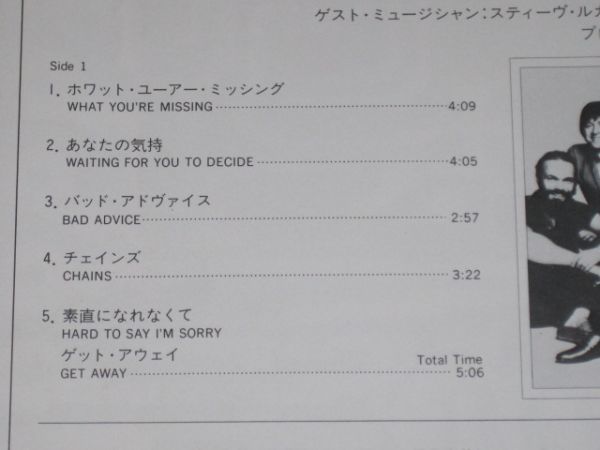 ゲスト・ミュージシャン:スティーヴ・ルカ
プロ
Side 1
1. ホワット・ユーアー・ミッシング
WHAT YOU'RE MISSING 4:09
2. あなたの気持
WAITING FOR YOU TO DECIDE 4:05
3. バッド・アドヴァイス
BAD ADVICE 2:57
4. チェインズ
CHAINS 3:22
5. 素直になれなくて
HARD TO SAY I'M SORRY
ゲット・アウェイ Total Time
GET AWAY 5:06